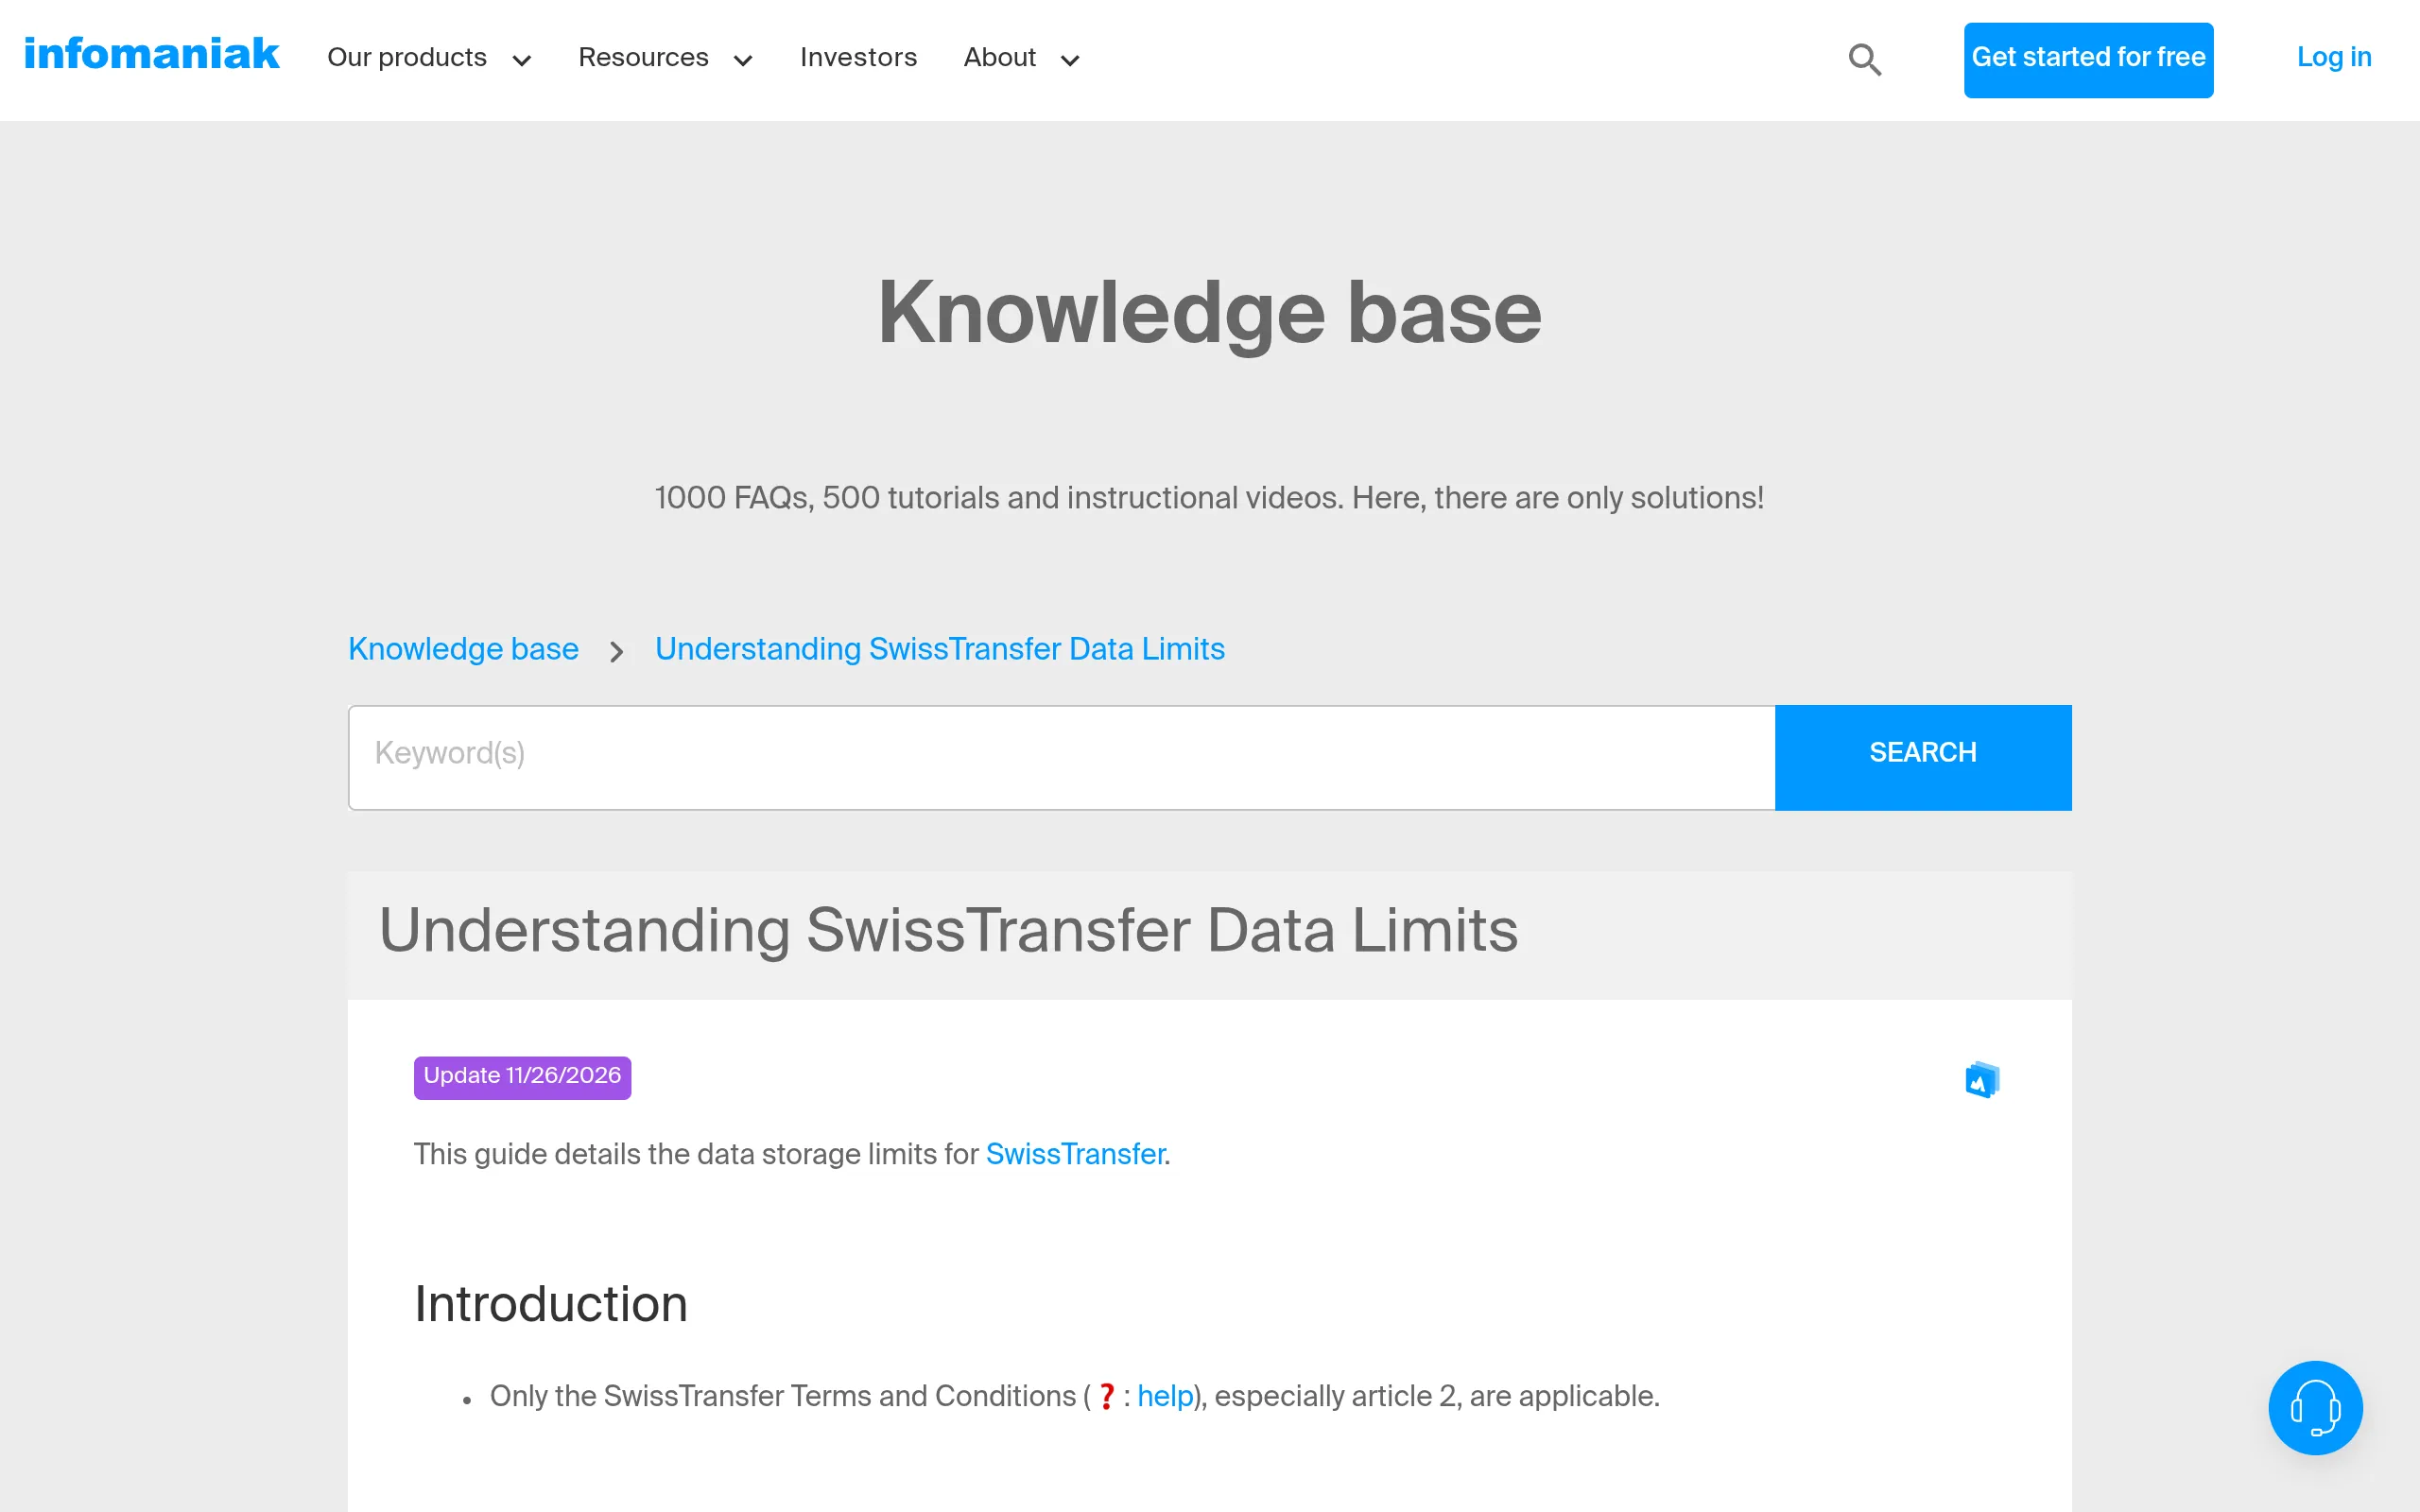 infomaniak Our products Resources Investors About Get started for free Log in
Knowledge base
1000 FAQs, 500 tutorials and instructional videos. Here, there are only solutions!
Knowledge base > Understanding SwissTransfer Data Limits
Keyword(s) SEARCH
Understanding SwissTransfer Data Limits
Update 11/26/2026
This guide details the data storage limits for SwissTransfer.
Introduction
• Only the SwissTransfer Terms and Conditions (❓: help), especially article 2, are applicable.